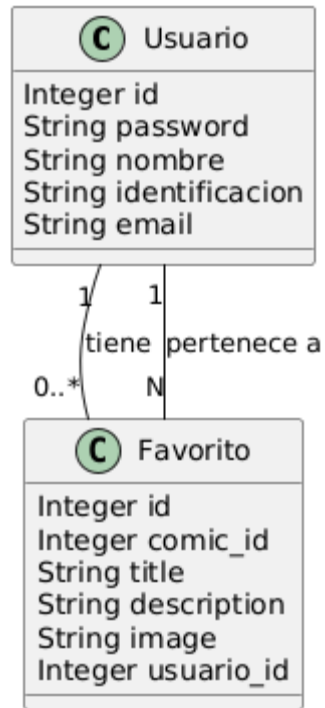 C Usuario
Integer id
String password
String nombre
String identificacion
String email
1 1
tiene pertenece a
0..* N
C Favorito
Integer id
Integer comic_id
String title
String description
String image
Integer usuario_id